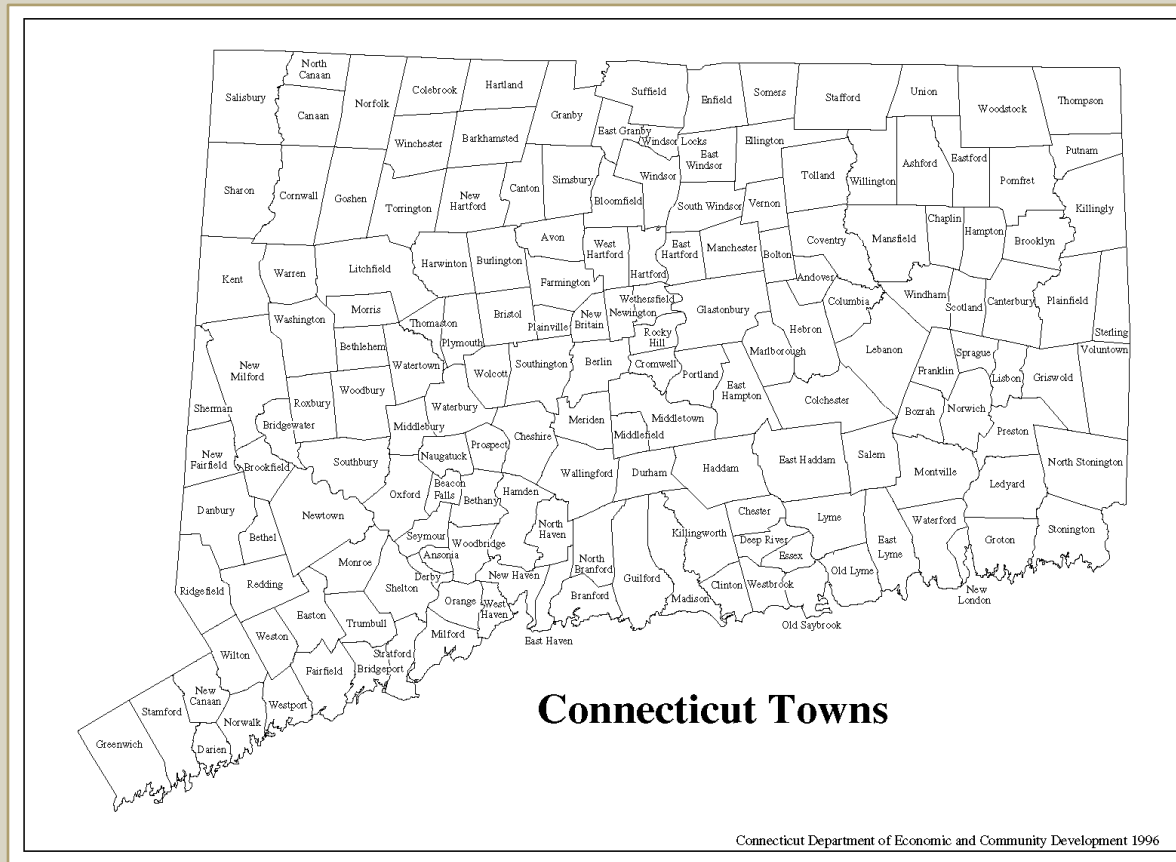 North
Canaan
Salisbury
Canaan
Norfolk
Colebrook
Hartland
Granby
Suffield
Enfield
Somers
Stafford
Union
Woodstock
Thompson
Winchester
Barkhamsted
East Granby
Windsor Locks
East
Windsor
Ellington
Willington
Ashford
Eastford
Pomfret
Putnam
Sharon
Cornwall
Goshen
Torrington
New
Hartford
Canton
Simsbury
Bloomfield
Windsor
South Windsor
Vernon
Tolland
Mansfield
Chaplin
Hampton
Brooklyn
Killingly
Kent
Warren
Litchfield
Harwinton
Burlington
Avon
Farmington
West
Hartford
Hartford
East
Hartford
Manchester
Bolton
Coventry
Andover
Columbia
Windham
Scotland
Canterbury
Plainfield
Sterling
Washington
Morris
Thomaston
Plymouth
Bristol
Plainville
New
Britain
Wethersfield
Newington
Rocky
Hill
Glastonbury
Hebron
Marlborough
Lebanon
Franklin
Sprague
Lisbon
Griswold
Voluntown
New
Milford
Bethlehem
Watertown
Wolcott
Southington
Berlin
Cromwell
Portland
East
Hampton
Colchester
Bozrah
Norwich
Preston
Sherman
Bridgewater
Roxbury
Woodbury
Middlebury
Waterbury
Cheshire
Meriden
Middlefield
Middletown
New
Fairfield
Brookfield
Southbury
Naugatuck
Prospect
Wallingford
Durham
Haddam
East Haddam
Salem
Montville
Ledyard
North Stonington
Danbury
Bethel
Newtown
Oxford
Beacon
Falls
Bethany
Hamden
North
Haven
Killingworth
Chester
Deep River
Essex
Lyme
East
Lyme
Waterford
Groton
Stonington
Ridgefield
Redding
Monroe
Seymour
Ansonia
Derby
Woodbridge
New Haven
North
Branford
Branford
Guilford
Madison
Clinton
Westbrook
Old Lyme
New
London
Old Saybrook
Wilton
Weston
Easton
Trumbull
Shelton
Orange
West
Haven
East Haven
Milford
Stratford
Bridgeport
Fairfield
Greenwich
Stamford
New
Canaan
Darien
Norwalk
Westport
Connecticut Towns
Connecticut Department of Economic and Community Development 1996